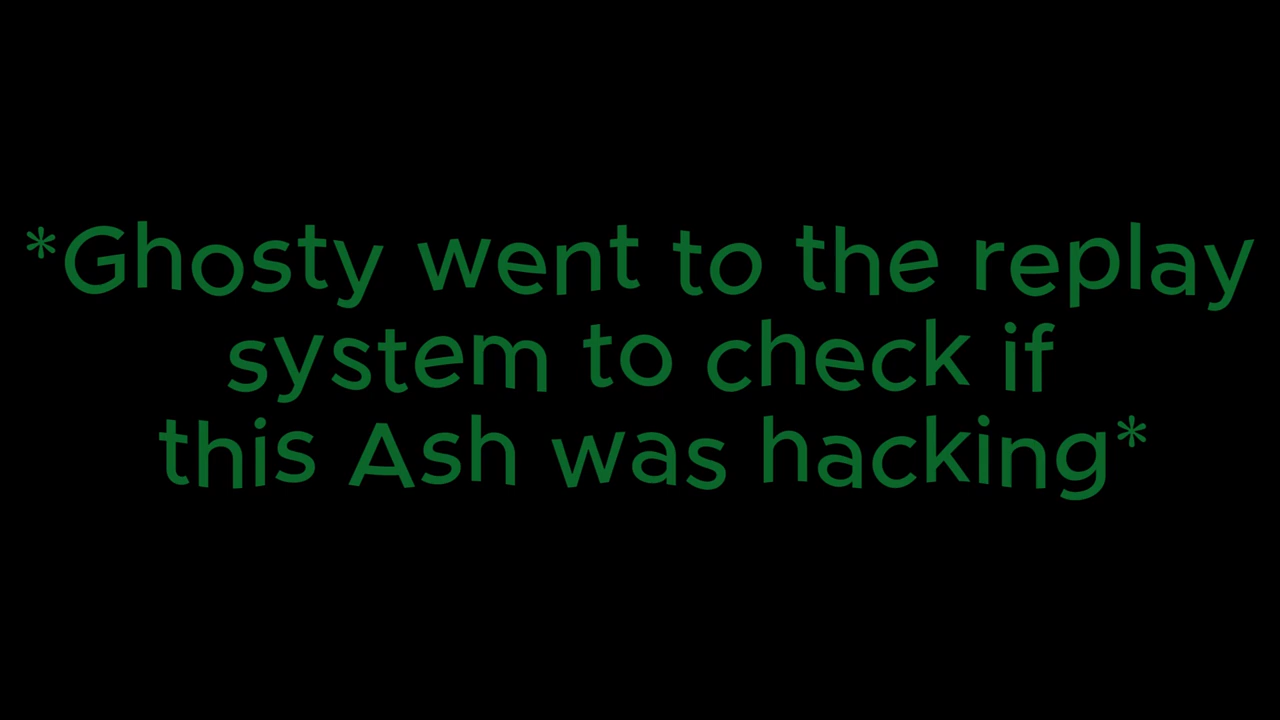 *Ghosty went to the replay
system to check if
this Ash was hacking*